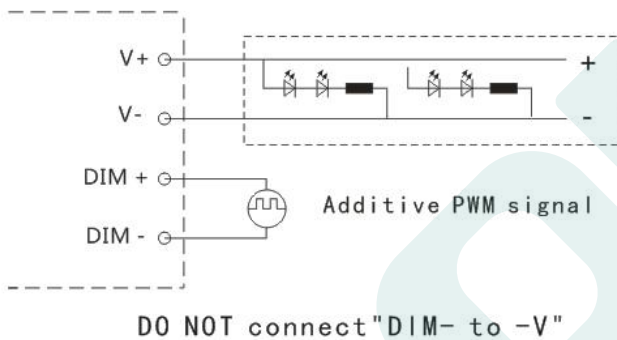 V+
+
V-
-
DIM +
Additive PWM signal
DIM -
DO NOT connect"DIM- to -V"